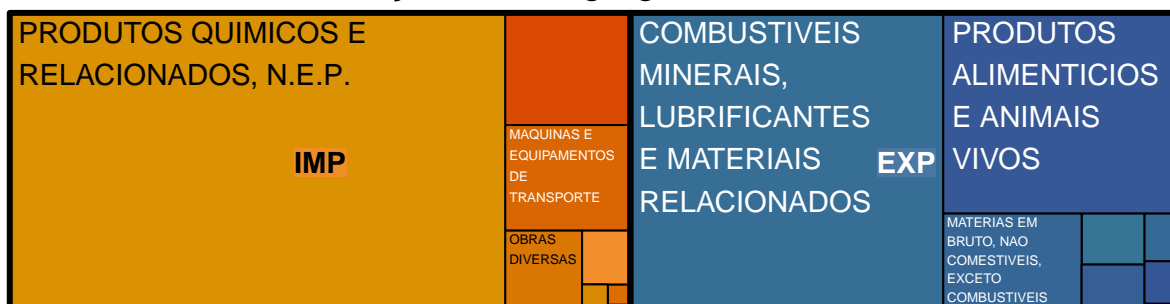 PRODUTOS QUIMICOS E
RELACIONADOS, N.E.P.
IMP
MAQUINAS E
EQUIPAMENTOS
DE
TRANSPORTE
OBRAS
DIVERSAS
COMBUSTIVEIS
MINERAIS,
LUBRIFICANTES
E MATERIAIS
RELACIONADOS
EXP
PRODUTOS
ALIMENTICIOS
E ANIMAIS
VIVOS
MATERIAS EM
BRUTO, NAO
COMESTIVEIS,
EXCETO
COMBUSTIVEIS